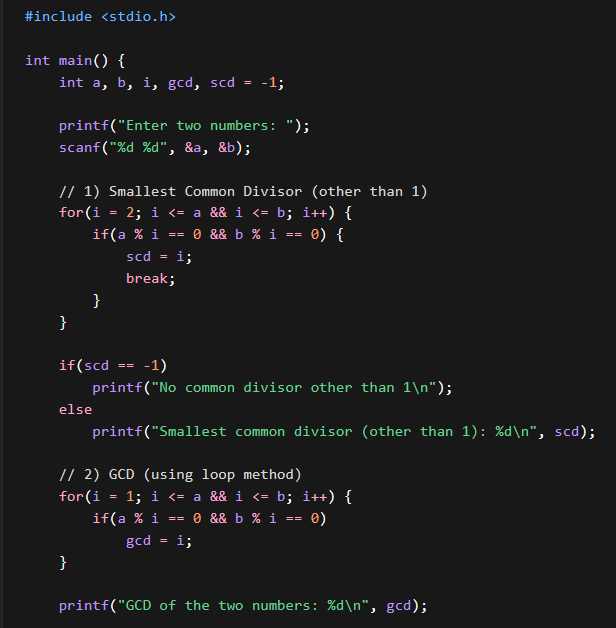 #include <stdio.h>
int main() {
    int a, b, i, gcd, scd = -1;
    printf("Enter two numbers: ");
    scanf("%d %d", &a, &b);
    // 1) Smallest Common Divisor (other than 1)
    for(i = 2; i <= a && i <= b; i++) {
        if(a % i == 0 && b % i == 0) {
            scd = i;
            break;
        }
    }
    if(scd == -1)
        printf("No common divisor other than 1\n");
    else
        printf("Smallest common divisor (other than 1): %d\n", scd);
    // 2) GCD (using loop method)
    for(i = 1; i <= a && i <= b; i++) {
        if(a % i == 0 && b % i == 0)
            gcd = i;
    }
    printf("GCD of the two numbers: %d\n", gcd);